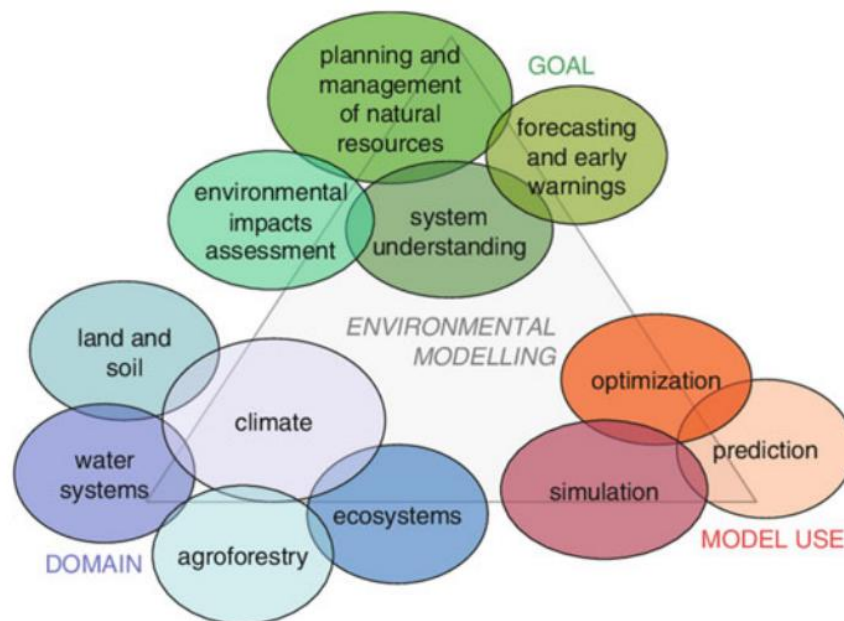 planning and
management
of natural
resources
GOAL
forecasting
and early
warnings
environmental
impacts
assessment
system
understanding
ENVIRONMENTAL
MODELLING
land and
soil
climate
water
systems
agroforestry
ecosystems
DOMAIN
optimization
prediction
simulation
MODEL USE